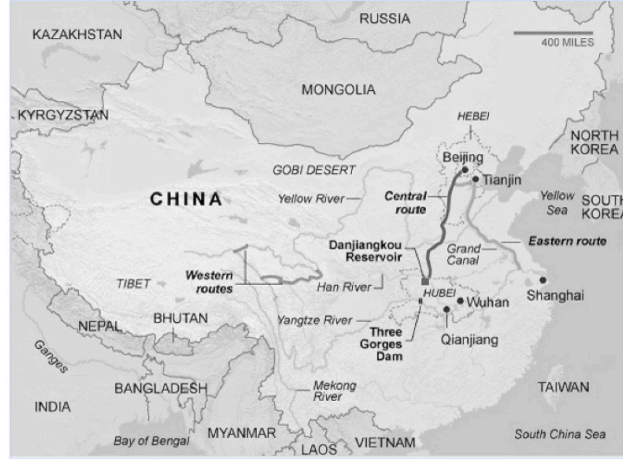 RUSSIA
KAZAKHSTAN
400 MILES
MONGOLIA
KYRGYZSTAN
HEBEI
NORTH
KOREA
Beijing
GOBI DESERT
Tianjin
CHINA
Yellow River
Central
route
Yellow
Sea
SOUTH
KOREA
Danjiangkou
Reservoir
Grand
Canal
Eastern route
Western
routes
TIBET
Han River
HUBEI
Wuhan
Shanghai
NEPAL
BHUTAN
Yangtze River
Three
Gorges
Dam
Qianjiang
Ganges
BANGLADESH
Mekong
River
TAIWAN
INDIA
Bay of Bengal
MYANMAR
LAOS
VIETNAM
South China Sea